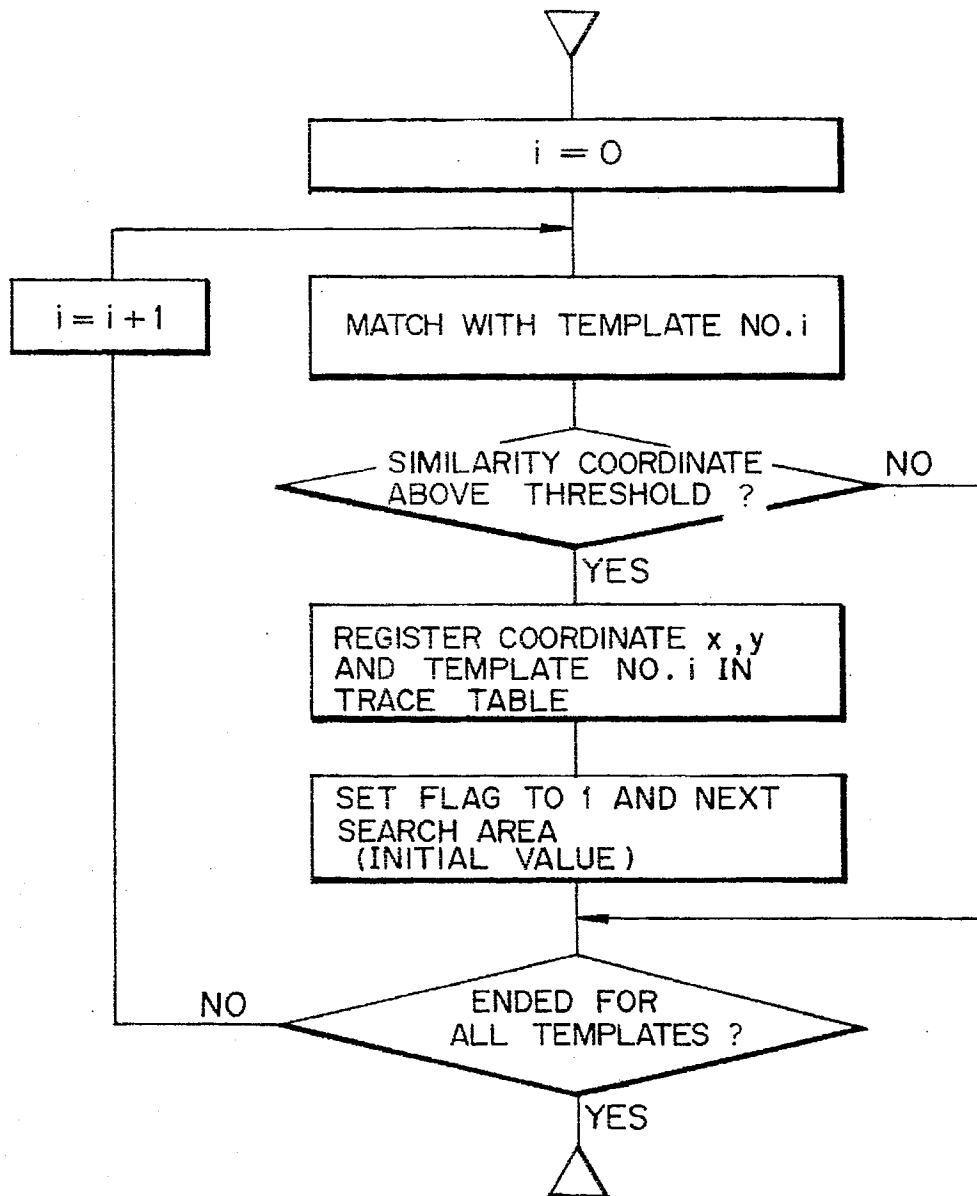 i = 0
i = i + 1
MATCH WITH TEMPLATE NO. i
SIMILARITY COORDINATE
ABOVE THRESHOLD ?
NO
YES
REGISTER COORDINATE x , y
AND TEMPLATE NO. i IN
TRACE TABLE
SET FLAG TO 1 AND NEXT
SEARCH AREA
(INITIAL VALUE)
NO
ENDED FOR
ALL TEMPLATES ?
YES